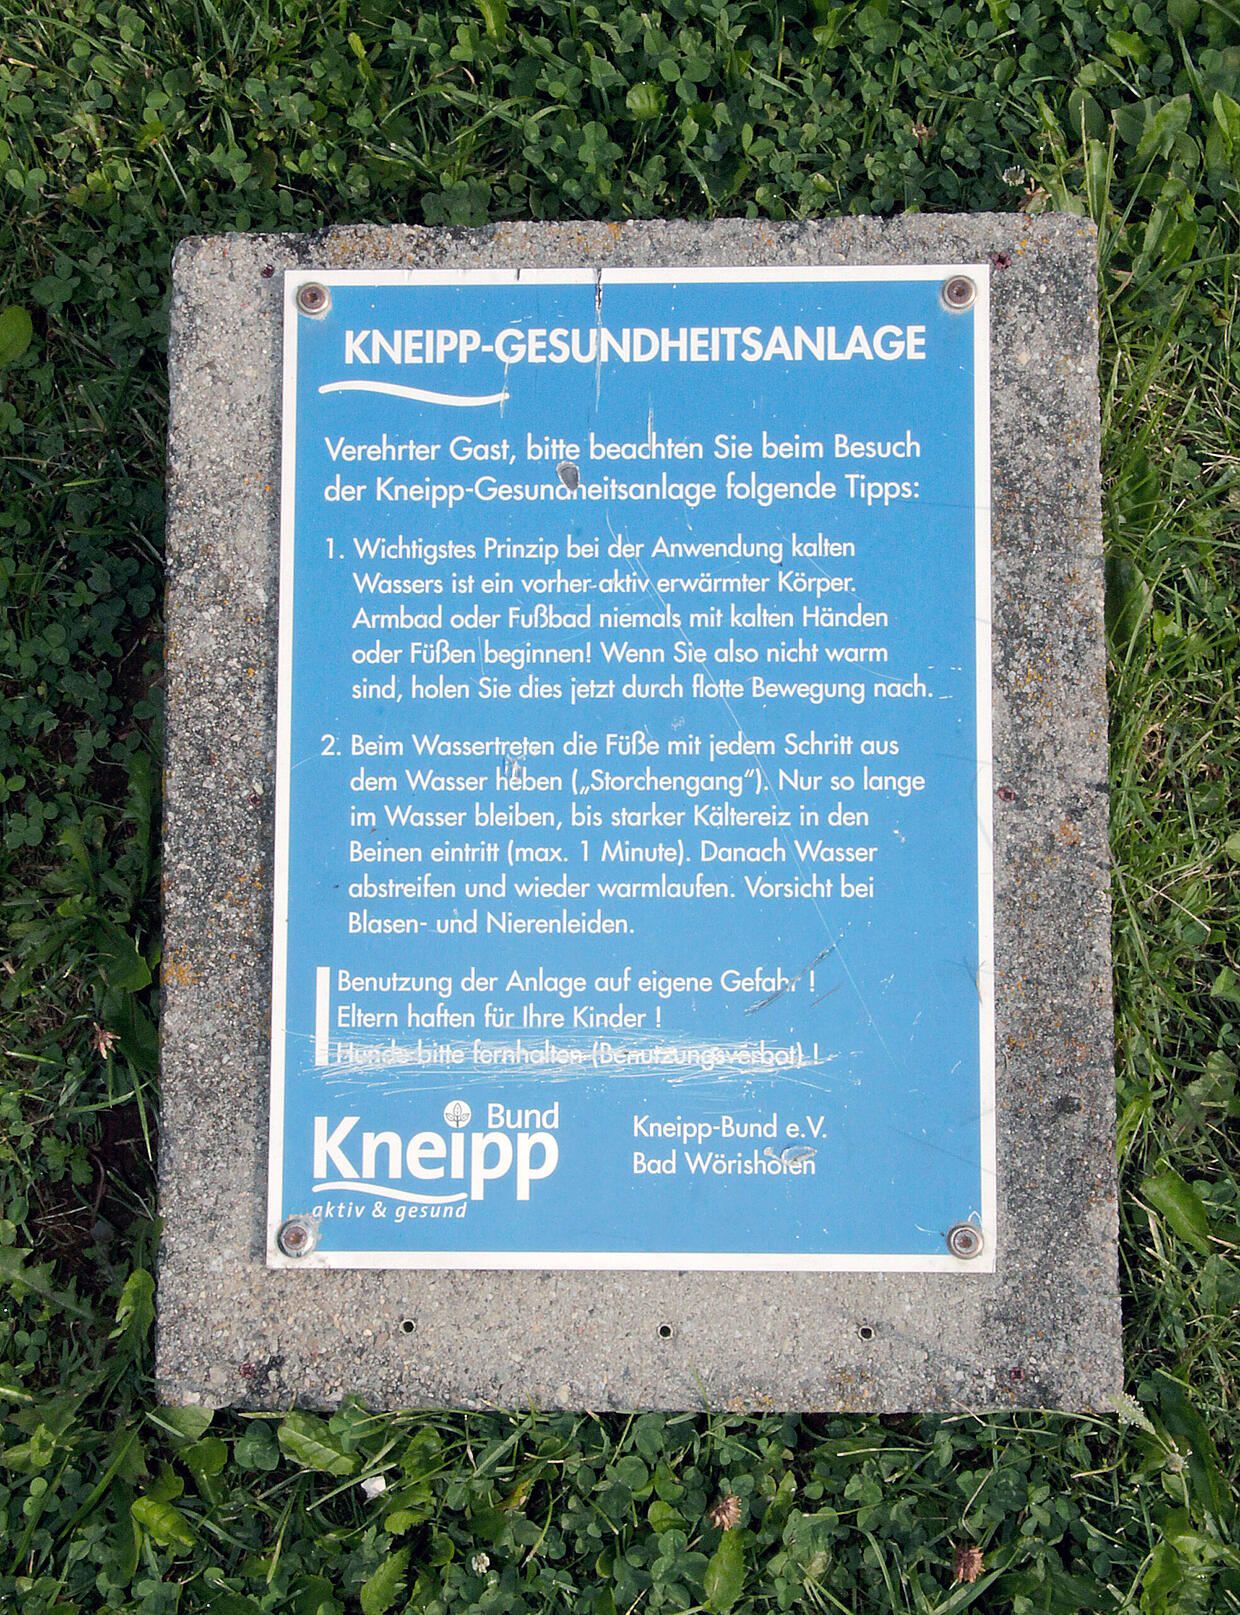 KNEIPP-GESUNDHEITSANLAGE
Verehrter Gast, bitte beachten Sie beim Besuch
der Kneipp-Gesundheitsanlage folgende Tipps:
1. Wichtigstes Prinzip bei der Anwendung kalten
Wassers ist ein vorher aktiv erwärmter Körper.
Armbad oder Fußbad niemals mit kalten Händen
oder Füßen beginnen! Wenn Sie also nicht warm
sind, holen Sie dies jetzt durch flotte Bewegung nach.
2. Beim Wassertreten die Füße mit jedem Schritt aus
dem Wasser heben („Storchengang“). Nur so lange
im Wasser bleiben, bis starker Kältereiz in den
Beinen eintritt (max. 1 Minute). Danach Wasser
abstreifen und wieder warmlaufen. Vorsicht bei
Blasen- und Nierenleiden.
Benutzung der Anlage auf eigene Gefahr !
Eltern haften für Ihre Kinder !
Hunde bitte fernhalten (Benutzungsverbot) !
Kneipp Bund
aktiv & gesund
Kneipp-Bund e.V.
Bad Wörishofen